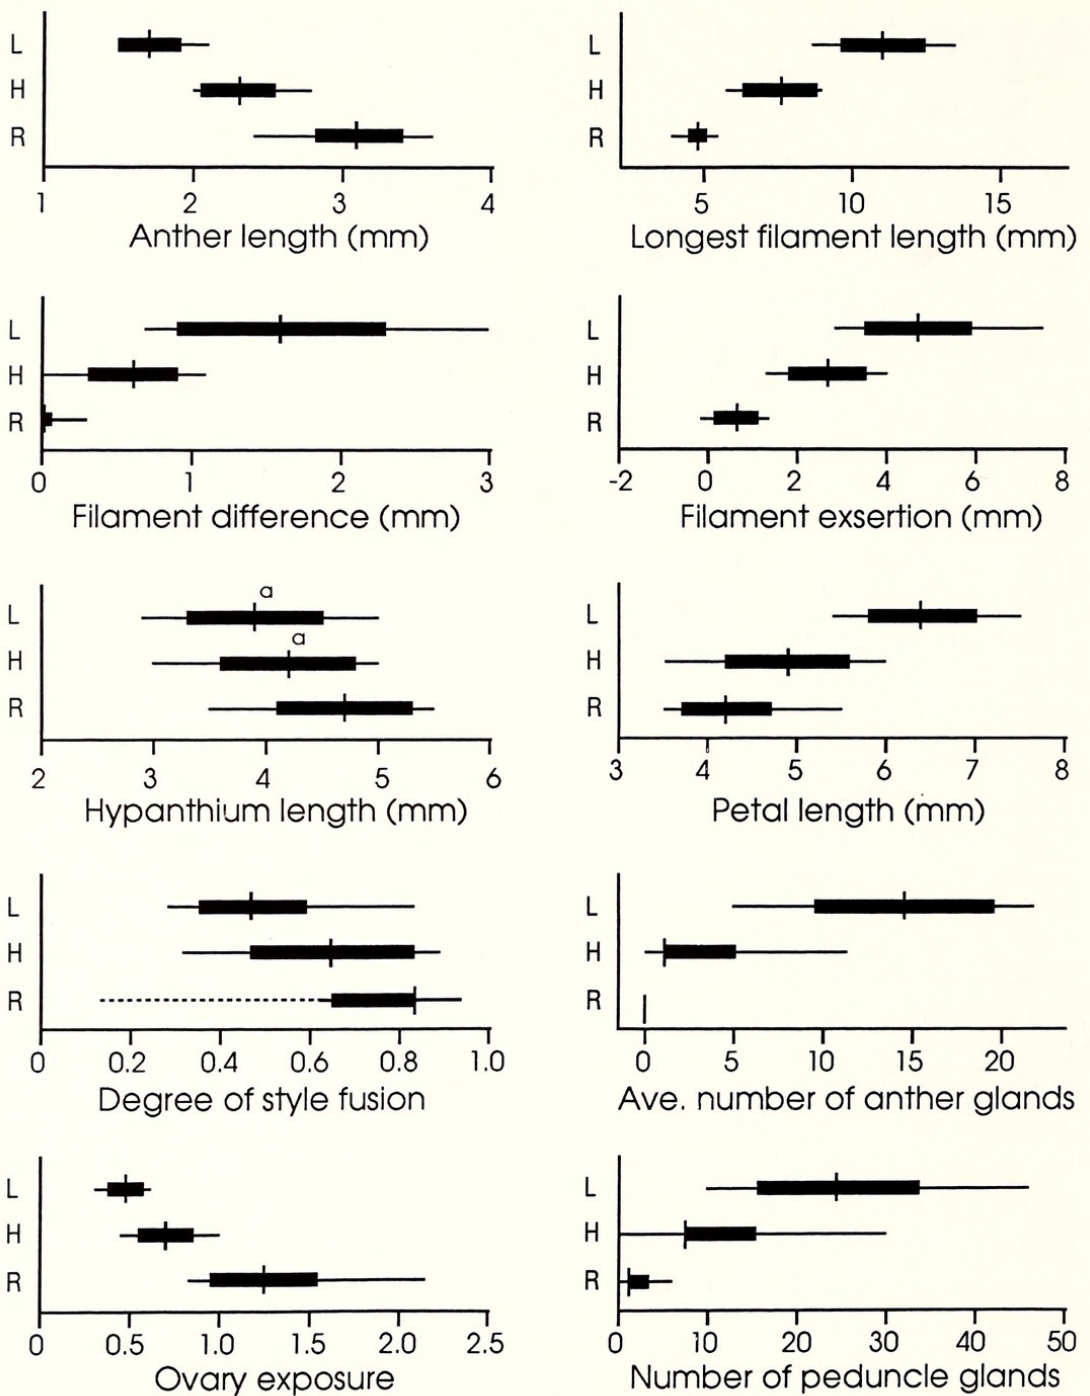 L
H
R
1 2 3 4
Anther length (mm)
L
H
R
5 10 15
Longest filament length (mm)
L
H
R
0 1 2 3
Filament difference (mm)
L
H
R
-2 0 2 4 6 8
Filament exsertion (mm)
a
L
a
H
R
2 3 4 5 6
Hypanthium length (mm)
L
H
R
3 4 5 6 7 8
Petal length (mm)
L
H
R
0 0.2 0.4 0.6 0.8 1.0
Degree of style fusion
L
H
R
0 5 10 15 20
Ave. number of anther glands
L
H
R
0 0.5 1.0 1.5 2.0 2.5
Ovary exposure
L
H
R
0 10 20 30 40 50
Number of peduncle glands